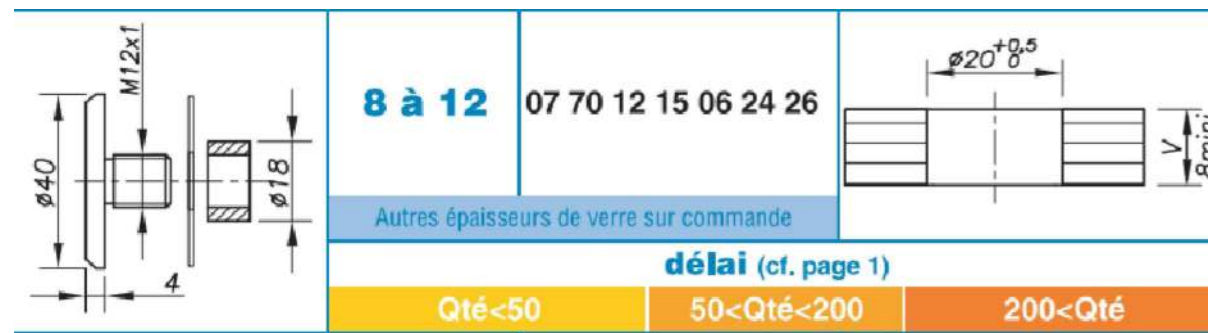 M12x1
ø40
ø18
4
8 à 12
07 70 12 15 06 24 26
Autres épaisseurs de verre sur commande
ø20 +0,5 0
V
8mini
délai (cf. page 1)
Qté<50
50<Qté<200
200<Qté